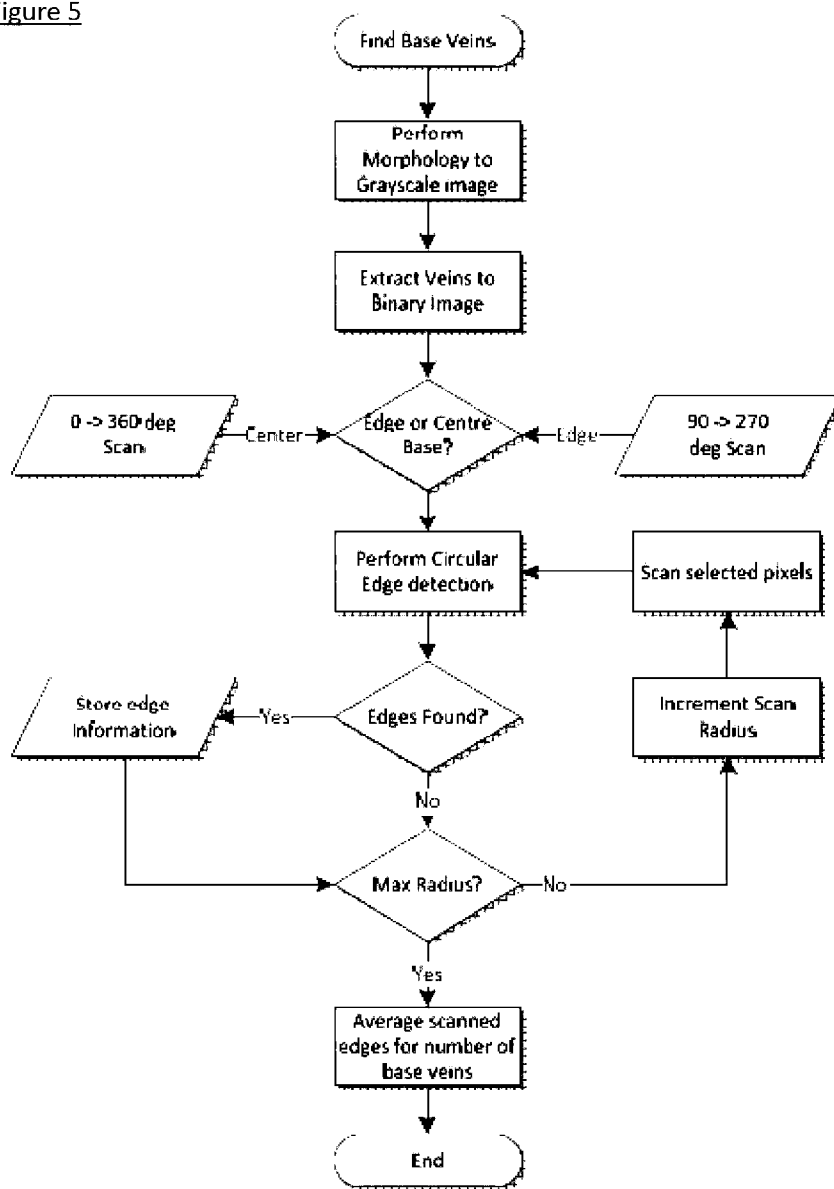 igure 5
Find Base Veins
Perform
Morphology to
Grayscale image
Extract Veins to
Binary Image
0 -> 360 deg
Scan
Center
Edge or Centre
Base?
Edge
90 -> 270
deg Scan
Perform Circular
Edge detection
Scan selected pixels
Store edge
Information
Yes
Edges Found?
Increment Scan
Radius
No
Max Radius?
No
Yes
Average scanned
edges for number of
base veins
End